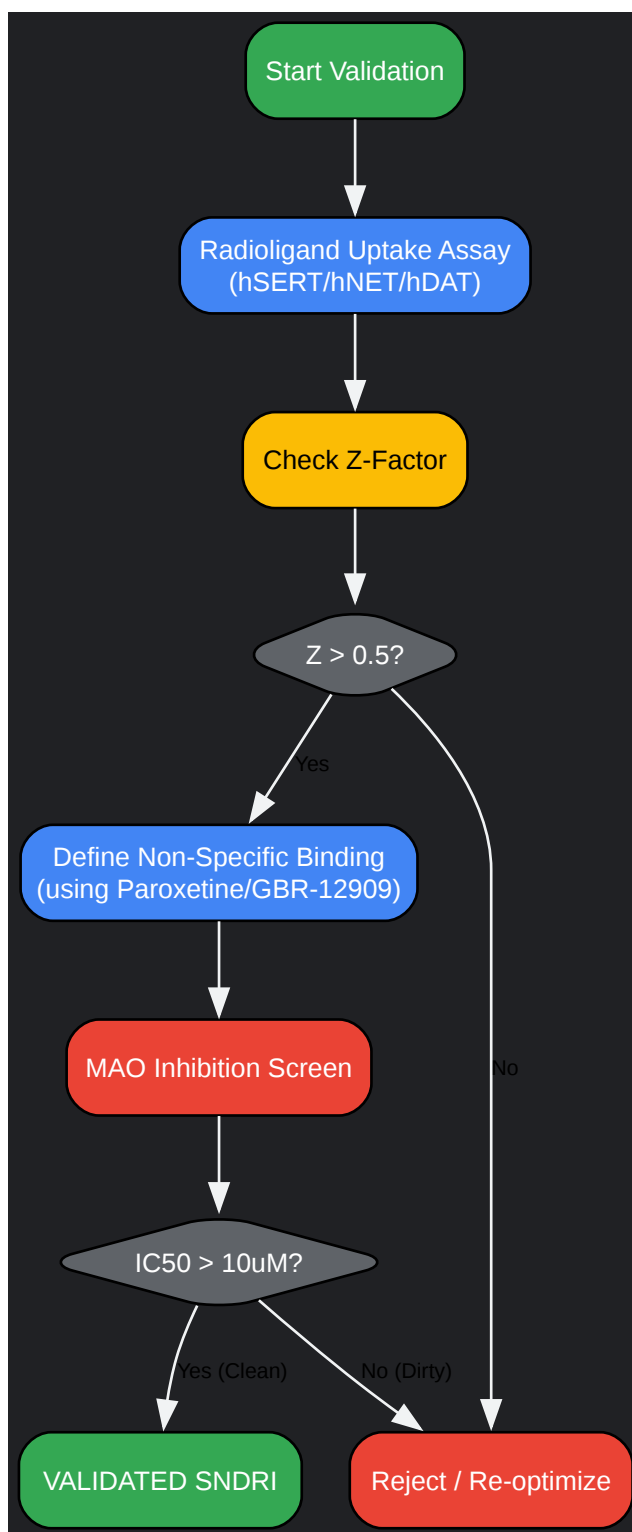 Start Validation
Radioligand Uptake Assay
(hSERT/hNET/hDAT)
Check Z-Factor
Z > 0.5?
Yes
Define Non-Specific Binding
(using Paroxetine/GBR-12909)
MAO Inhibition Screen
No
IC50 > 10uM?
Yes (Clean)
No (Dirty)
VALIDATED SNDRI
Reject / Re-optimize